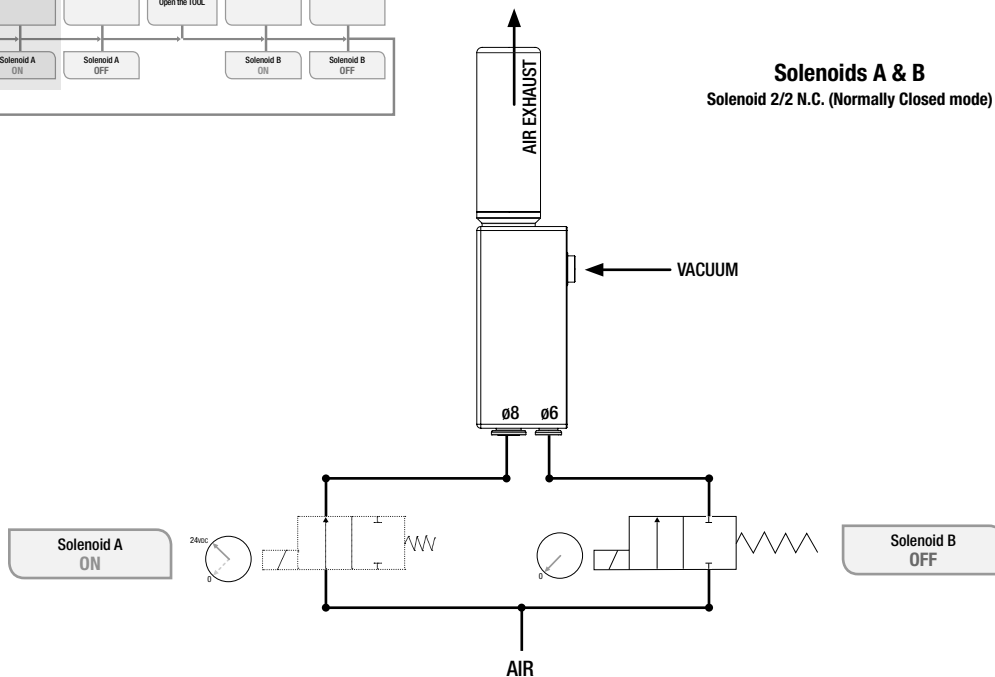 Open the TOOL
Solenoid A
ON
Solenoid A
OFF
Solenoid B
ON
Solenoid B
OFF
AIR EXHAUST
Solenoids A & B
Solenoid 2/2 N.C. (Normally Closed mode)
VACUUM
ø8 ø6
Solenoid A
ON
24VDC
0
0
Solenoid B
OFF
AIR